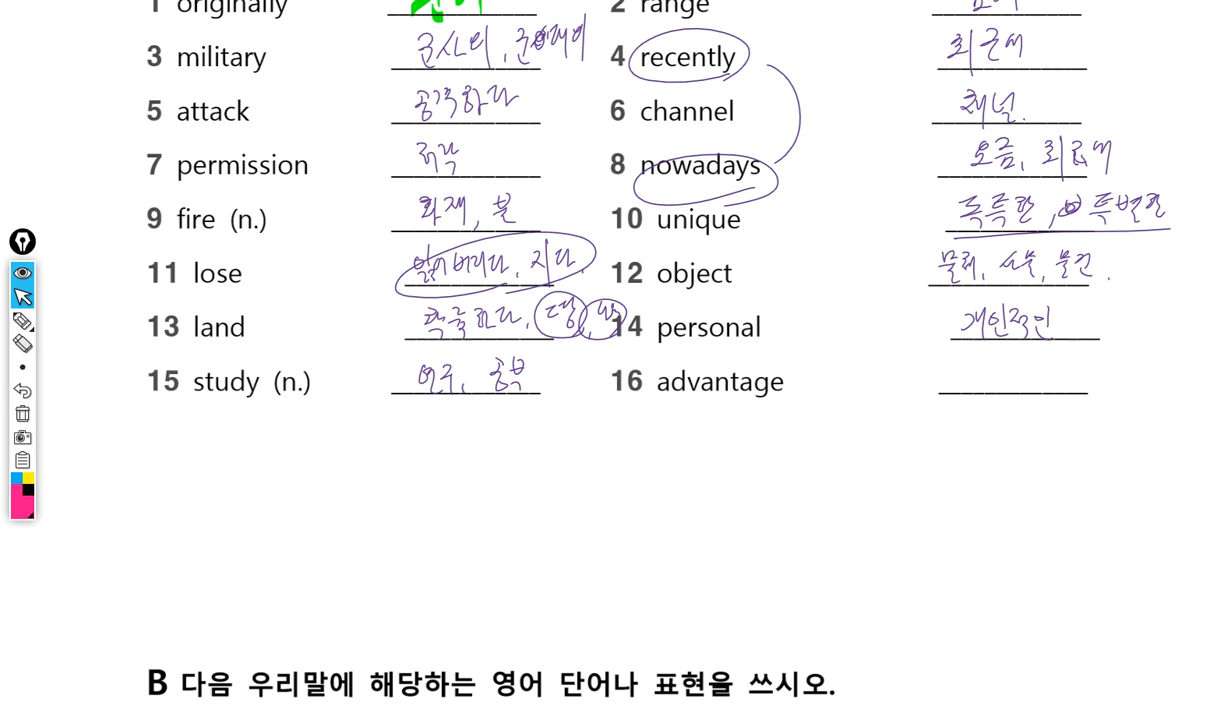 1 originally 2 range
3 military 군사의, 군대의 4 recently 최근에
5 attack 공격하다 6 channel 채널.
7 permission 허락 8 nowadays 요즘, 최근에
9 fire (n.) 화재, 불 10 unique 독특한, 특별한
11 lose 잃어버리다, 지다. 12 object 물체, 사물, 물건.
13 land 착륙하다, 땅, 14 personal 개인적인
15 study (n.) 연구, 공부 16 advantage
B 다음 우리말에 해당하는 영어 단어나 표현을 쓰시오.